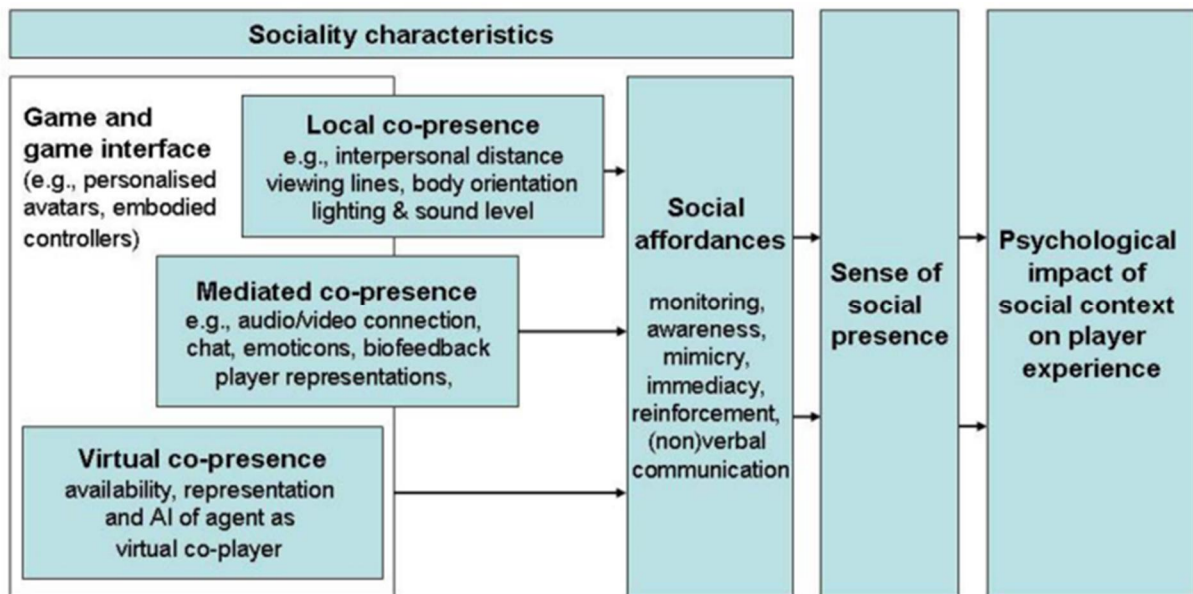 Sociality characteristics
Game and
game interface
(e.g., personalised
avatars, embodied
controllers)
Local co-presence
e.g., interpersonal distance
viewing lines, body orientation
lighting & sound level
Mediated co-presence
e.g., audio/video connection,
chat, emoticons, biofeedback
player representations,
Virtual co-presence
availability, representation
and AI of agent as
virtual co-player
Social
affordances
monitoring,
awareness,
mimicry,
immediacy,
reinforcement,
(non)verbal
communication
Sense of
social
presence
Psychological
impact of
social context
on player
experience